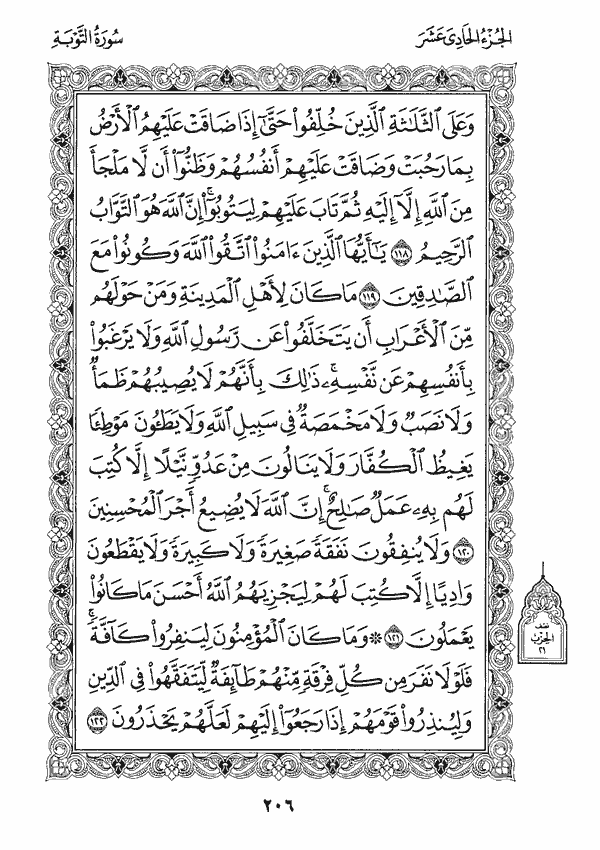 سُورَةُ التَّوْبَةِ
الجُزْءُ الحَادِىَ عَشَرَ
وَعَلَى ٱلثَّلَٰثَةِ ٱلَّذِينَ خُلِّفُوا۟ حَتَّىٰٓ إِذَا ضَاقَتْ عَلَيْهِمُ ٱلْأَرْضُ
بِمَا رَحُبَتْ وَضَاقَتْ عَلَيْهِمْ أَنفُسُهُمْ وَظَنُّوٓا۟ أَن لَّا مَلْجَأَ
مِنَ ٱللَّهِ إِلَّآ إِلَيْهِ ثُمَّ تَابَ عَلَيْهِمْ لِيَتُوبُوٓا۟ ۚ إِنَّ ٱللَّهَ هُوَ ٱلتَّوَّابُ
ٱلرَّحِيمُ ١١٨ يَٰٓأَيُّهَا ٱلَّذِينَ ءَامَنُوا۟ ٱتَّقُوا۟ ٱللَّهَ وَكُونُوا۟ مَعَ
ٱلصَّٰدِقِينَ ١١٩ مَا كَانَ لِأَهْلِ ٱلْمَدِينَةِ وَمَنْ حَوْلَهُم
مِّنَ ٱلْأَعْرَابِ أَن يَتَخَلَّفُوا۟ عَن رَّسُولِ ٱللَّهِ وَلَا يَرْغَبُوا۟
بِأَنفُسِهِمْ عَن نَّفْسِهِۦ ۚ ذَٰلِكَ بِأَنَّهُمْ لَا يُصِيبُهُمْ ظَمَأٌ
وَلَا نَصَبٌ وَلَا مَخْمَصَةٌ فِى سَبِيلِ ٱللَّهِ وَلَا يَطَـُٔونَ مَوْطِئًا
يَغِيظُ ٱلْكُفَّارَ وَلَا يَنَالُونَ مِنْ عَدُوٍّ نَّيْلًا إِلَّا كُتِبَ
لَهُم بِهِۦ عَمَلٌ صَٰلِحٌ ۚ إِنَّ ٱللَّهَ لَا يُضِيعُ أَجْرَ ٱلْمُحْسِنِينَ
١٢٠ وَلَا يُنفِقُونَ نَفَقَةً صَغِيرَةً وَلَا كَبِيرَةً وَلَا يَقْطَعُونَ
وَادِيًا إِلَّا كُتِبَ لَهُمْ لِيَجْزِيَهُمُ ٱللَّهُ أَحْسَنَ مَا كَانُوا۟
يَعْمَلُونَ ١٢١ ۞ وَمَا كَانَ ٱلْمُؤْمِنُونَ لِيَنفِرُوا۟ كَآفَّةً ۚ
فَلَوْلَا نَفَرَ مِن كُلِّ فِرْقَةٍ مِّنْهُمْ طَآئِفَةٌ لِّيَتَفَقَّهُوا۟ فِى ٱلدِّينِ
وَلِيُنذِرُوا۟ قَوْمَهُمْ إِذَا رَجَعُوٓا۟ إِلَيْهِمْ لَعَلَّهُمْ يَحْذَرُونَ ١٢٢
نصف
الحزب
٢١
٢٠٦